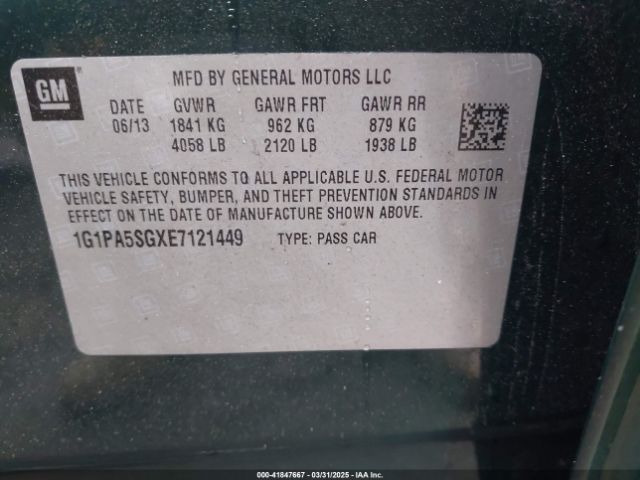 GM
MFD BY GENERAL MOTORS LLC
DATE GVWR GAWR FRT GAWR RR
06/13 1841 KG 962 KG 879 KG
4058 LB 2120 LB 1938 LB
THIS VEHICLE CONFORMS TO ALL APPLICABLE U.S. FEDERAL MOTOR
VEHICLE SAFETY, BUMPER, AND THEFT PREVENTION STANDARDS IN
EFFECT ON THE DATE OF MANUFACTURE SHOWN ABOVE.
1G1PA5SGXE7121449 TYPE: PASS CAR
000-41847667 - 03/31/2025 - IAAI Inc.